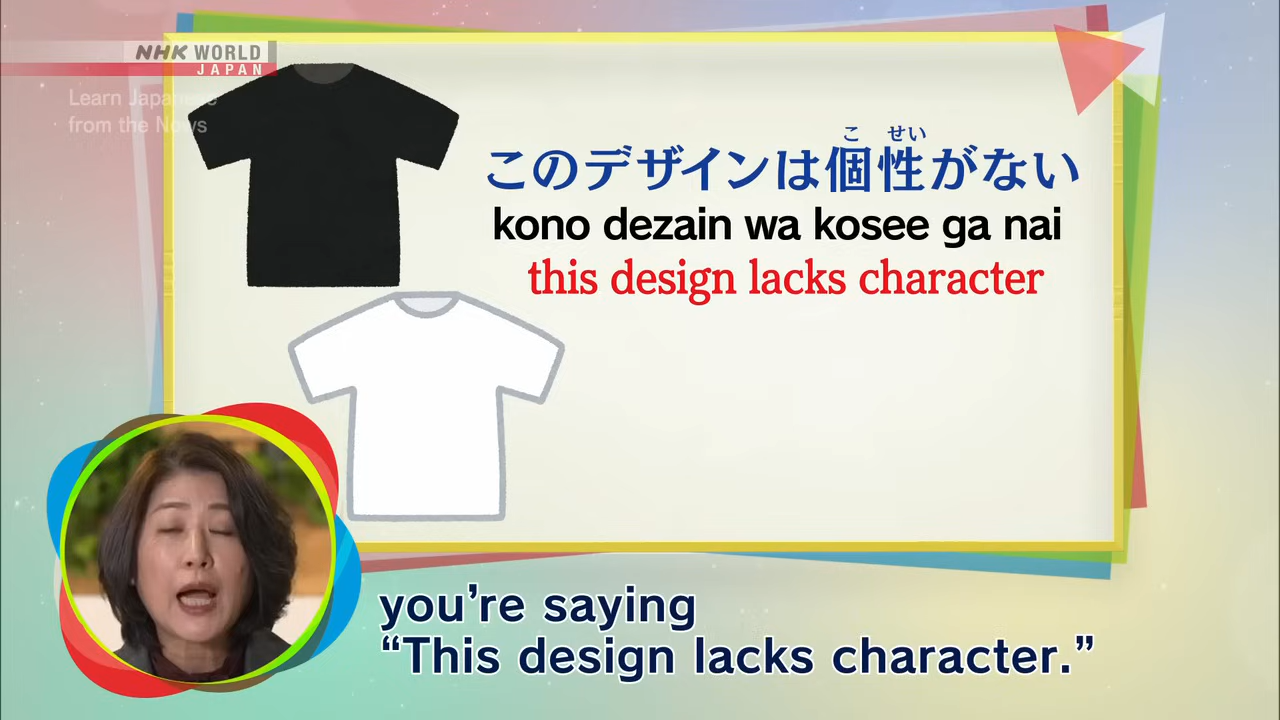 NHK WORLD
JAPAN
Learn Japanese
from the News
こ せい
このデザインは個性がない
kono dezain wa kosee ga nai
this design lacks character
you’re saying
“This design lacks character.”